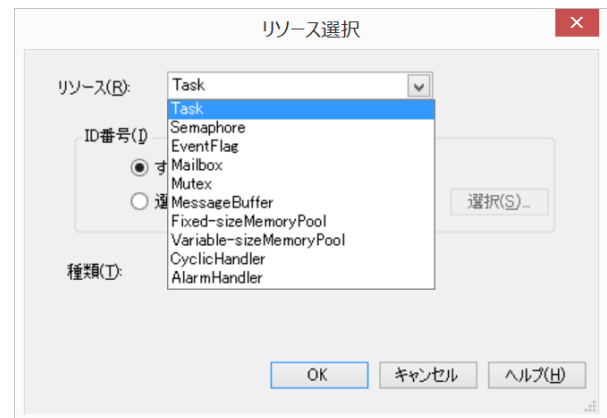 リソース選択
リソース(R): Task
Task
Semaphore
ID番号(I)
EventFlag
す Mailbox
Mutex
選 MessageBuffer 選択(S)...
Fixed-sizeMemoryPool
Variable-sizeMemoryPool
CyclicHandler
種類(T):
AlarmHandler
OK キャンセル ヘルプ(H)